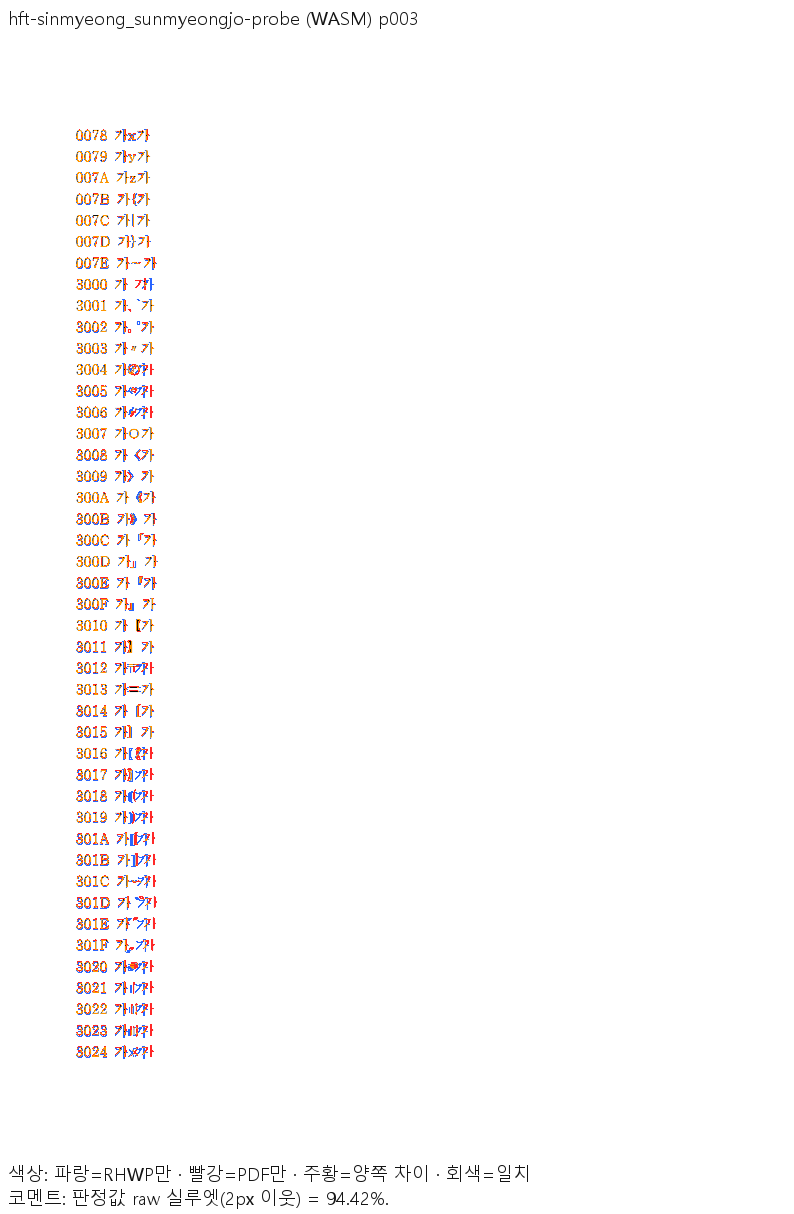 hft-sinmyeong_sunmyeongjo-probe (WASM) p003
0078 가x가
0079 가y가
007A 가z가
007B 가{가
007C 가|가
007D 가}가
007E 가~가
3000 가 가
3001 가、가
3002 가。가
3003 가〃가
3004 가 가
3005 가 가
3006 가 가
3007 가〇가
3008 가〈가
3009 가〉가
300A 가《가
300B 가》가
300C 가「가
300D 가」가
300E 가『가
300F 가』가
3010 가【가
3011 가】가
3012 가〒가
3013 가〓가
3014 가〔가
3015 가〕가
3016 가 가
3017 가 가
3018 가 가
3019 가 가
301A 가 가
301B 가 가
301C 가 가
301D 가 가
301E 가 가
301F 가 가
3020 가 가
3021 가 가
3022 가 가
3023 가 가
3024 가 가
색상: 파랑=RHWP만 · 빨강=PDF만 · 주황=양쪽 차이 · 회색=일치
코멘트: 판정값 raw 실루엣(2px 이웃) = 94.42%.